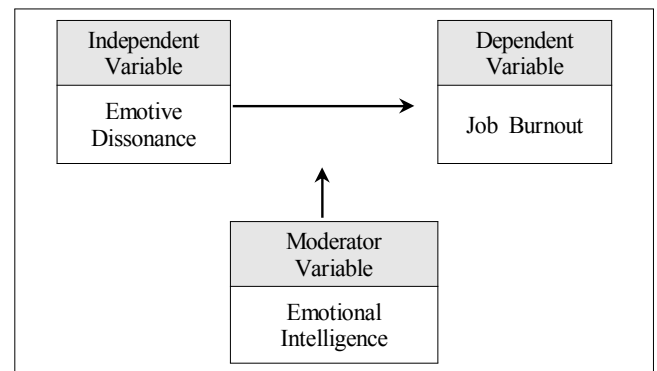 Independent
Variable
Emotive
Dissonance
Dependent
Variable
Job Burnout
Moderator
Variable
Emotional
Intelligence